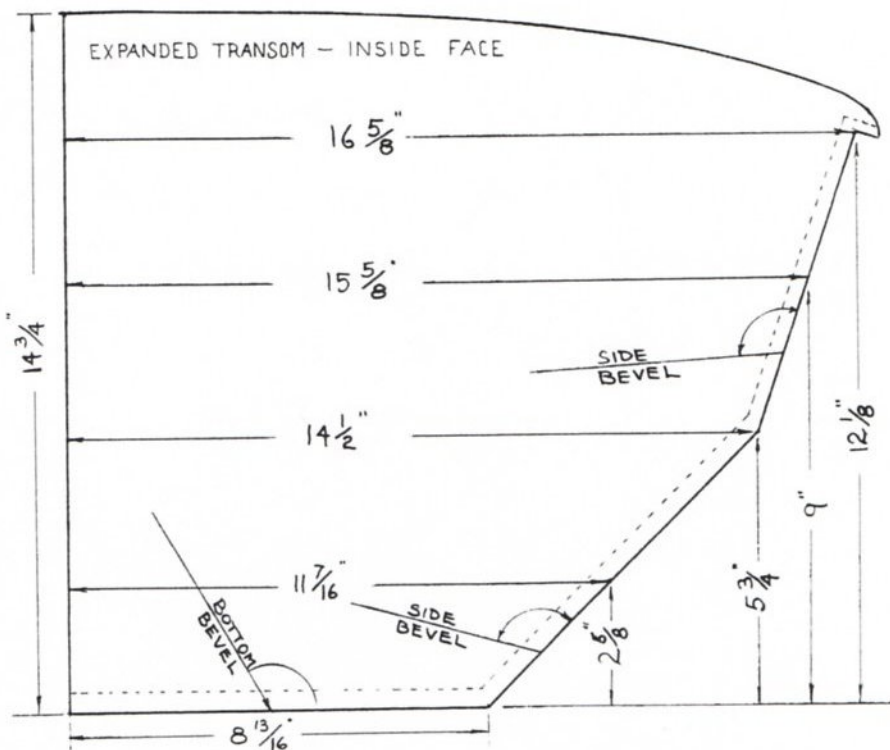 EXPANDED TRANSOM – INSIDE FACE
16 5/8"
15 5/8"
14 3/4"
SIDE
BEVEL
14 1/2"
12 1/8"
9"
11 7/16"
5 3/4"
SIDE
BEVEL
2 5/8"
BOTTOM
BEVEL
8 13/16"